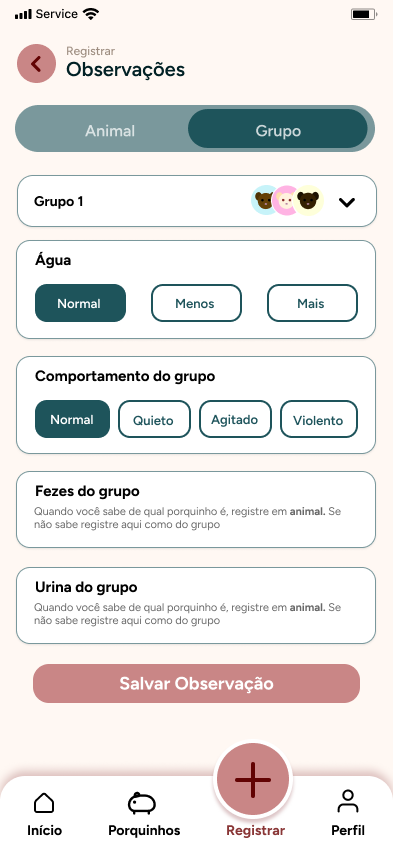 Service
Registrar
Observações
Animal
Grupo
Grupo 1
Água
Normal
Menos
Mais
Comportamento do grupo
Normal
Quieto
Agitado
Violento
Fezes do grupo
Quando você sabe de qual porquinho é, registre em animal. Se
não sabe registre aqui como do grupo
Urina do grupo
Quando você sabe de qual porquinho é, registre em animal. Se
não sabe registre aqui como do grupo
Salvar Observação
Início
Porquinhos
Registrar
Perfil